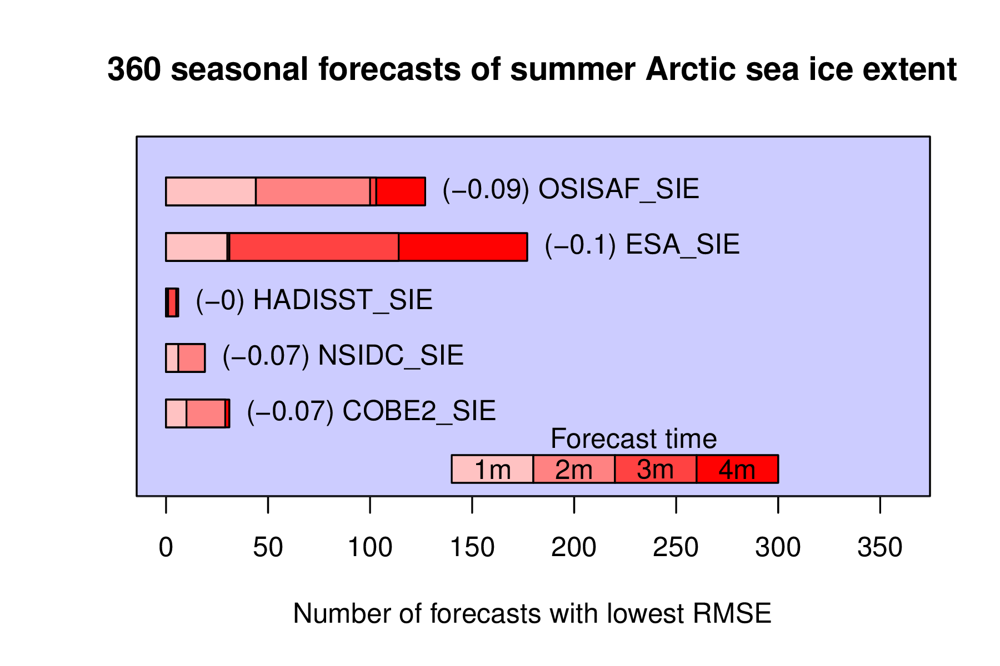 360 seasonal forecasts of summer Arctic sea ice extent
(−0.09) OSISAF_SIE
(−0.1) ESA_SIE
(−0) HADISST_SIE
(−0.07) NSIDC_SIE
(−0.07) COBE2_SIE
Forecast time
1m 2m 3m 4m
0 50 100 150 200 250 300 350
Number of forecasts with lowest RMSE